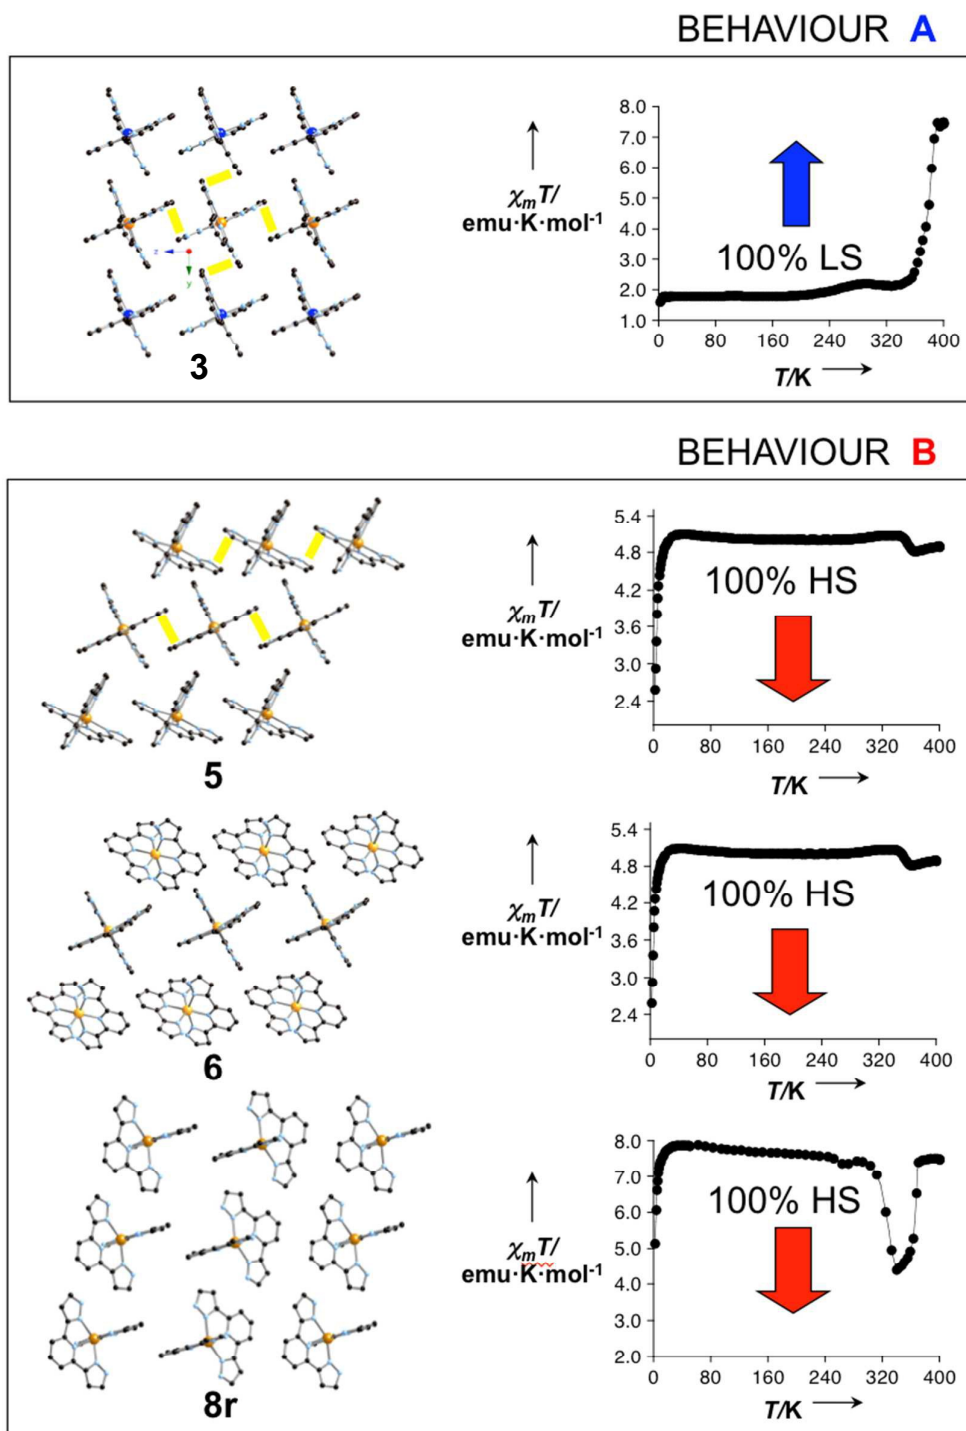 BEHAVIOUR A
3
z
y
χₘT/
emu·K·mol⁻¹
8.0
7.0
6.0
5.0
4.0
3.0
2.0
1.0
100% LS
0 80 160 240 320 400
T/K
BEHAVIOUR B
5
χₘT/
emu·K·mol⁻¹
5.4
4.8
4.2
3.6
3.0
2.4
100% HS
0 80 160 240 320 400
T/K
6
χₘT/
emu·K·mol⁻¹
5.4
4.8
4.2
3.6
3.0
2.4
100% HS
0 80 160 240 320 400
T/K
8r
χₘT/
emu·K·mol⁻¹
8.0
7.0
6.0
5.0
4.0
3.0
2.0
100% HS
0 80 160 240 320 400
T/K